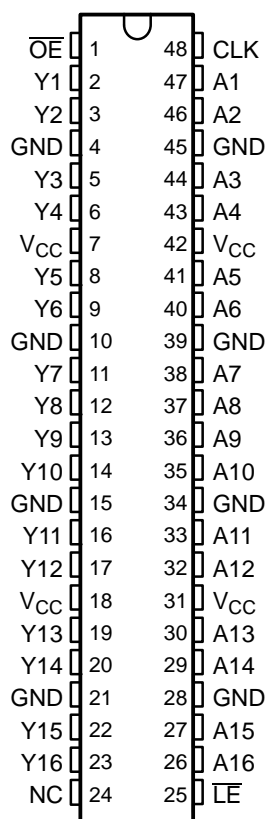 O̅E̅ 1 48 CLK
Y1 2 47 A1
Y2 3 46 A2
GND 4 45 GND
Y3 5 44 A3
Y4 6 43 A4
VCC 7 42 VCC
Y5 8 41 A5
Y6 9 40 A6
GND 10 39 GND
Y7 11 38 A7
Y8 12 37 A8
Y9 13 36 A9
Y10 14 35 A10
GND 15 34 GND
Y11 16 33 A11
Y12 17 32 A12
VCC 18 31 VCC
Y13 19 30 A13
Y14 20 29 A14
GND 21 28 GND
Y15 22 27 A15
Y16 23 26 A16
NC 24 25 L̅E̅